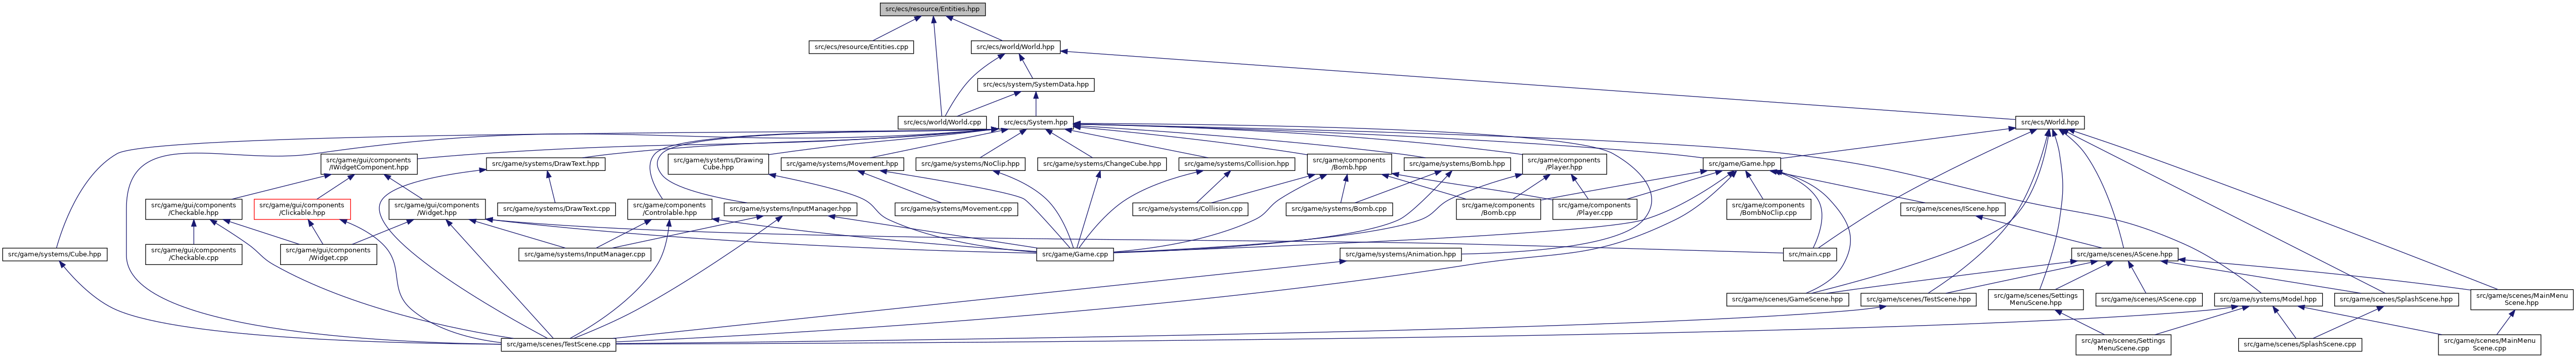 src/ecs/resource/Entities.hpp
src/ecs/resource/Entities.cpp
src/ecs/world/World.hpp
src/ecs/system/SystemData.hpp
src/ecs/world/World.cpp
src/ecs/System.hpp
src/ecs/World.hpp
src/game/gui/components
/IWidgetComponent.hpp
src/game/systems/DrawText.hpp
src/game/systems/Drawing
Cube.hpp
src/game/systems/Movement.hpp
src/game/systems/NoClip.hpp
src/game/systems/ChangeCube.hpp
src/game/systems/Collision.hpp
src/game/components
/Bomb.hpp
src/game/systems/Bomb.hpp
src/game/components
/Player.hpp
src/game/Game.hpp
src/game/gui/components
/Checkable.hpp
src/game/gui/components
/Clickable.hpp
src/game/gui/components
/Widget.hpp
src/game/systems/DrawText.cpp
src/game/components
/Controlable.hpp
src/game/systems/InputManager.hpp
src/game/systems/Movement.cpp
src/game/systems/Collision.cpp
src/game/systems/Bomb.cpp
src/game/components
/Bomb.cpp
src/game/components
/Player.cpp
src/game/components
/BombNoClip.cpp
src/game/scenes/IScene.hpp
src/game/systems/Cube.hpp
src/game/gui/components
/Checkable.cpp
src/game/gui/components
/Widget.cpp
src/game/systems/InputManager.cpp
src/game/Game.cpp
src/game/systems/Animation.hpp
src/main.cpp
src/game/scenes/AScene.hpp
src/game/scenes/GameScene.hpp
src/game/scenes/TestScene.hpp
src/game/scenes/Settings
MenuScene.hpp
src/game/scenes/AScene.cpp
src/game/systems/Model.hpp
src/game/scenes/SplashScene.hpp
src/game/scenes/MainMenu
Scene.hpp
src/game/scenes/TestScene.cpp
src/game/scenes/Settings
MenuScene.cpp
src/game/scenes/SplashScene.cpp
src/game/scenes/MainMenu
Scene.cpp